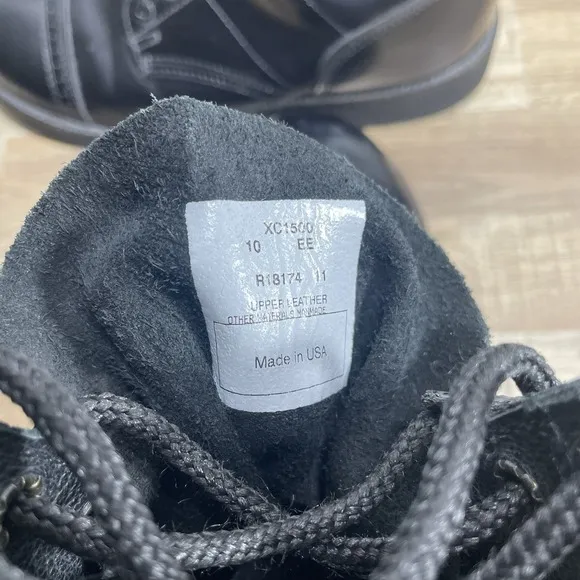 XC1500
10 EE
R18174 11
UPPER LEATHER
OTHER MATERIALS MANMADE
Made in USA